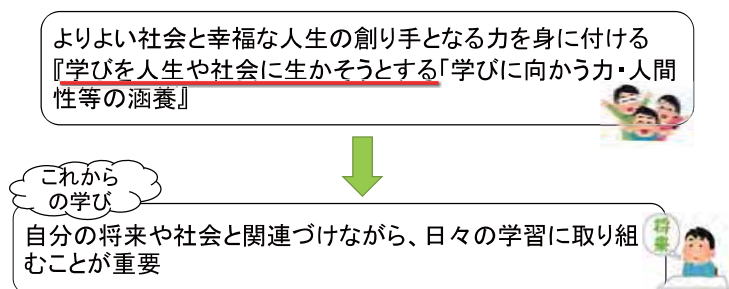 よりよい社会と幸福な人生の創り手となる力を身に付ける
『学びを人生や社会に生かそうとする「学びに向かう力・人間
性等の涵養』
これから
の学び
自分の将来や社会と関連づけながら、日々の学習に取り組
むことが重要
将来